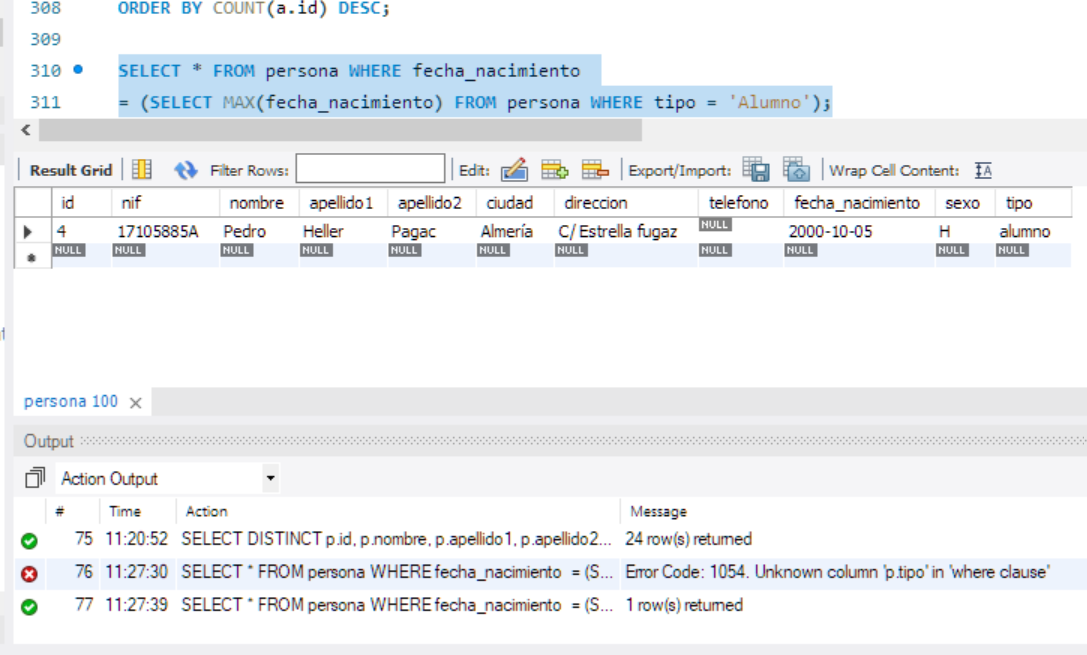 308 ORDER BY COUNT(a.id) DESC;
309
310 SELECT * FROM persona WHERE fecha_nacimiento
311 = (SELECT MAX(fecha_nacimiento) FROM persona WHERE tipo = 'Alumno');
Result Grid Filter Rows: Edit: Export/Import: Wrap Cell Content: IA
id nif nombre apellido1 apellido2 ciudad direccion telefono fecha_nacimiento sexo tipo
4 17105885A Pedro Heller Pagac Almería C/ Estrella fugaz NULL 2000-10-05 H alumno
NULL NULL NULL NULL NULL NULL NULL NULL NULL NULL NULL
persona 100
Output
Action Output
# Time Action Message
75 11:20:52 SELECT DISTINCT p.id, p.nombre, p.apellido1, p.apellido2... 24 row(s) returned
76 11:27:30 SELECT * FROM persona WHERE fecha_nacimiento = (S... Error Code: 1054. Unknown column 'p.tipo' in 'where clause'
77 11:27:39 SELECT * FROM persona WHERE fecha_nacimiento = (S... 1 row(s) returned